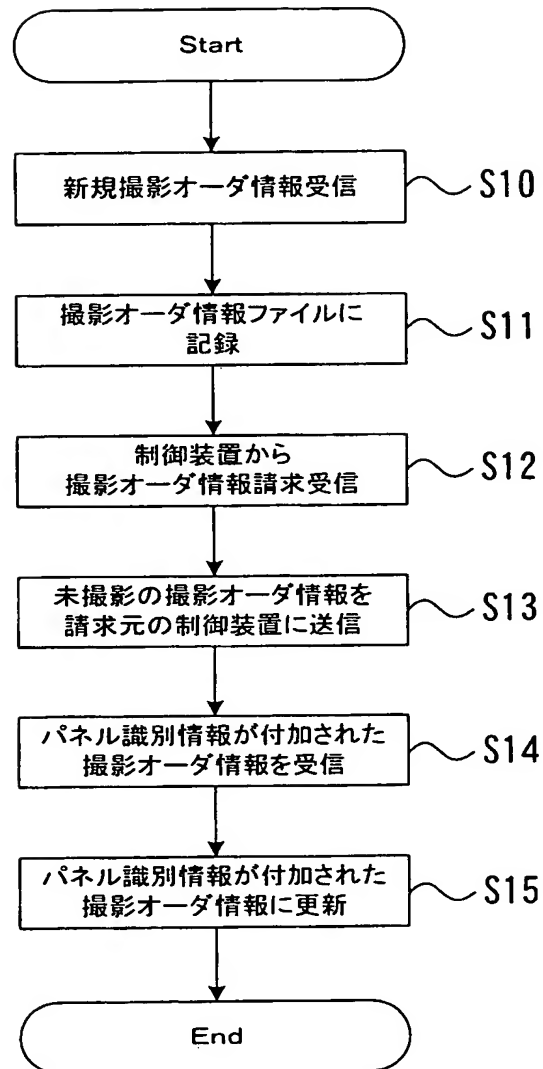 Start
新規撮影オーダ情報受信
S10
撮影オーダ情報ファイルに
記録
S11
制御装置から
撮影オーダ情報請求受信
S12
未撮影の撮影オーダ情報を
請求元の制御装置に送信
S13
パネル識別情報が付加された
撮影オーダ情報を受信
S14
パネル識別情報が付加された
撮影オーダ情報に更新
S15
End